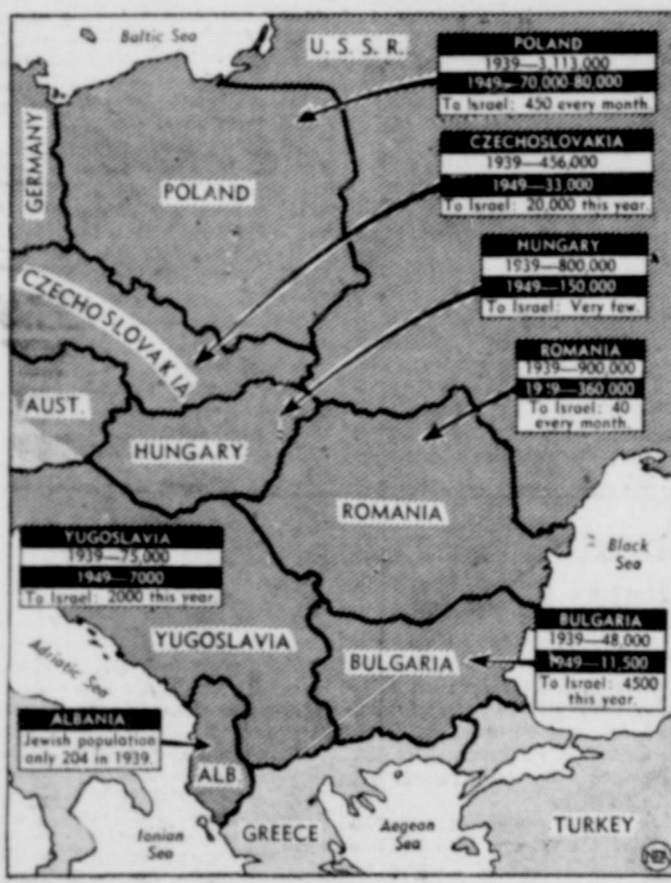 Baltic Sea
U. S. S. R.
POLAND
1939—3,113,000
1949—70,000-80,000
To Israel: 450 every month.
CZECHOSLOVAKIA
1939—456,000
1949—33,000
To Israel: 20,000 this year.
HUNGARY
1939—800,000
1949—150,000
To Israel: Very few.
ROMANIA
1939—900,000
1949—360,000
To Israel: 40
every month.
GERMANY
POLAND
CZECHOSLOVAKIA
AUST.
HUNGARY
ROMANIA
YUGOSLAVIA
1939—75,000
1949—7000
To Israel: 2000 this year.
Black
Sea
YUGOSLAVIA
BULGARIA
BULGARIA
1939—48,000
1949—11,500
To Israel: 4500
this year.
Adriatic Sea
ALBANIA
Jewish population
only 204 in 1939.
ALB.
Ionian
Sea
GREECE
Aegean
Sea
TURKEY
NEA